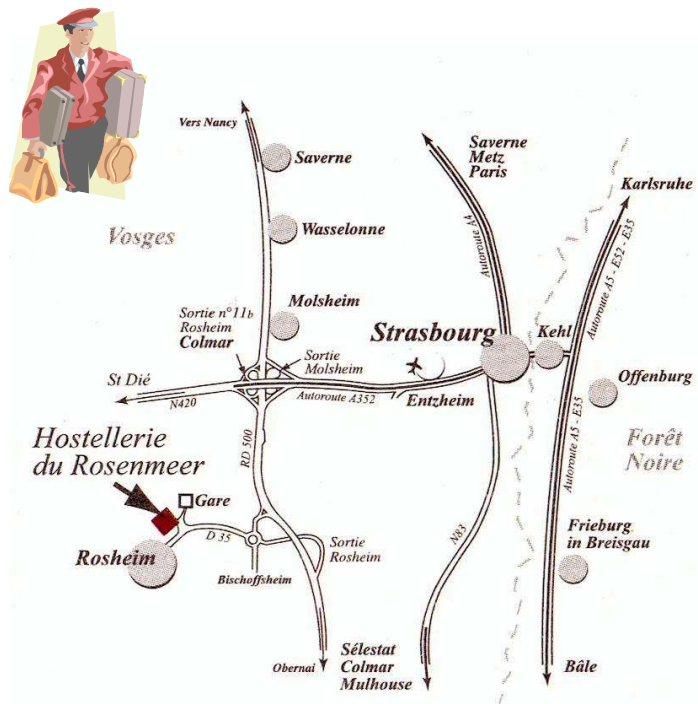 Vers Nancy
Saverne
Metz
Paris
Saverne
Karlsruhe
Vosges
Wasselonne
Autoroute A4
Autoroute A5 - E52 - E35
Molsheim
Sortie n°11b
Rosheim
Colmar
Strasbourg
Kehl
Sortie
Molsheim
St Dié
N420
Autoroute A352
Entzheim
Offenburg
Hostellerie
du Rosenmeer
RD 500
Autoroute A5 - E35
Forêt
Noire
Gare
D 35
N83
Frieburg
in Breisgau
Rosheim
Sortie
Rosheim
Bischoffsheim
Obernai
Sélestat
Colmar
Mulhouse
Bâle